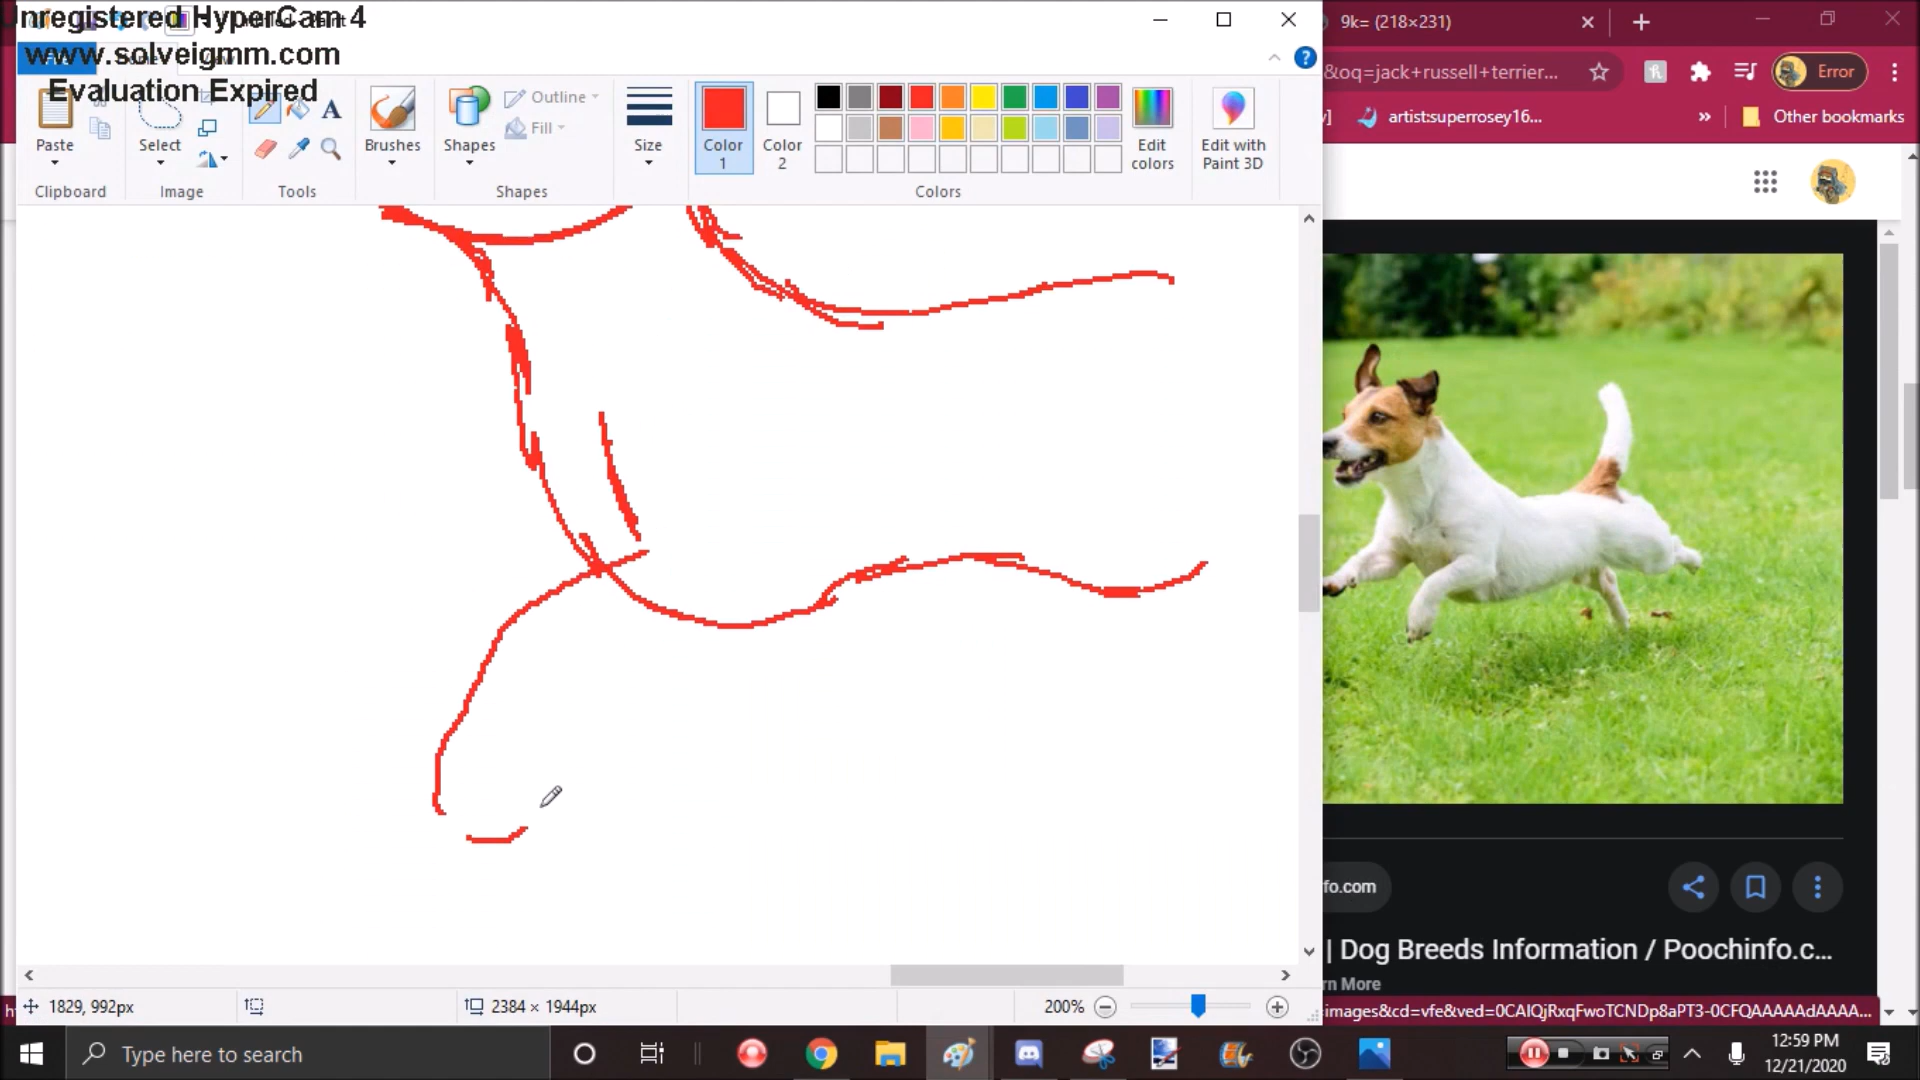 Unregistered HyperCam 4
www.solveigmm.com
Evaluation Expired
Paste
Select
Clipboard
Image
Tools
Brushes
Shapes
Outline
Fill
Shapes
Size
Color 1
Color 2
Edit colors
Edit with Paint 3D
Colors
9k= (218×231)
&oq=jack+russell+terrier...
Error
artist:superrosey16...
»
Other bookmarks
fo.com
| Dog Breeds Information / Poochinfo.c...
rn More
images&cd=vfe&ved=0CAIQjRxqFwoTCNDp8aPT3-0CFQAAAAAdAAAA...
1829, 992px
2384 × 1944px
200%
Type here to search
12:59 PM
12/21/2020